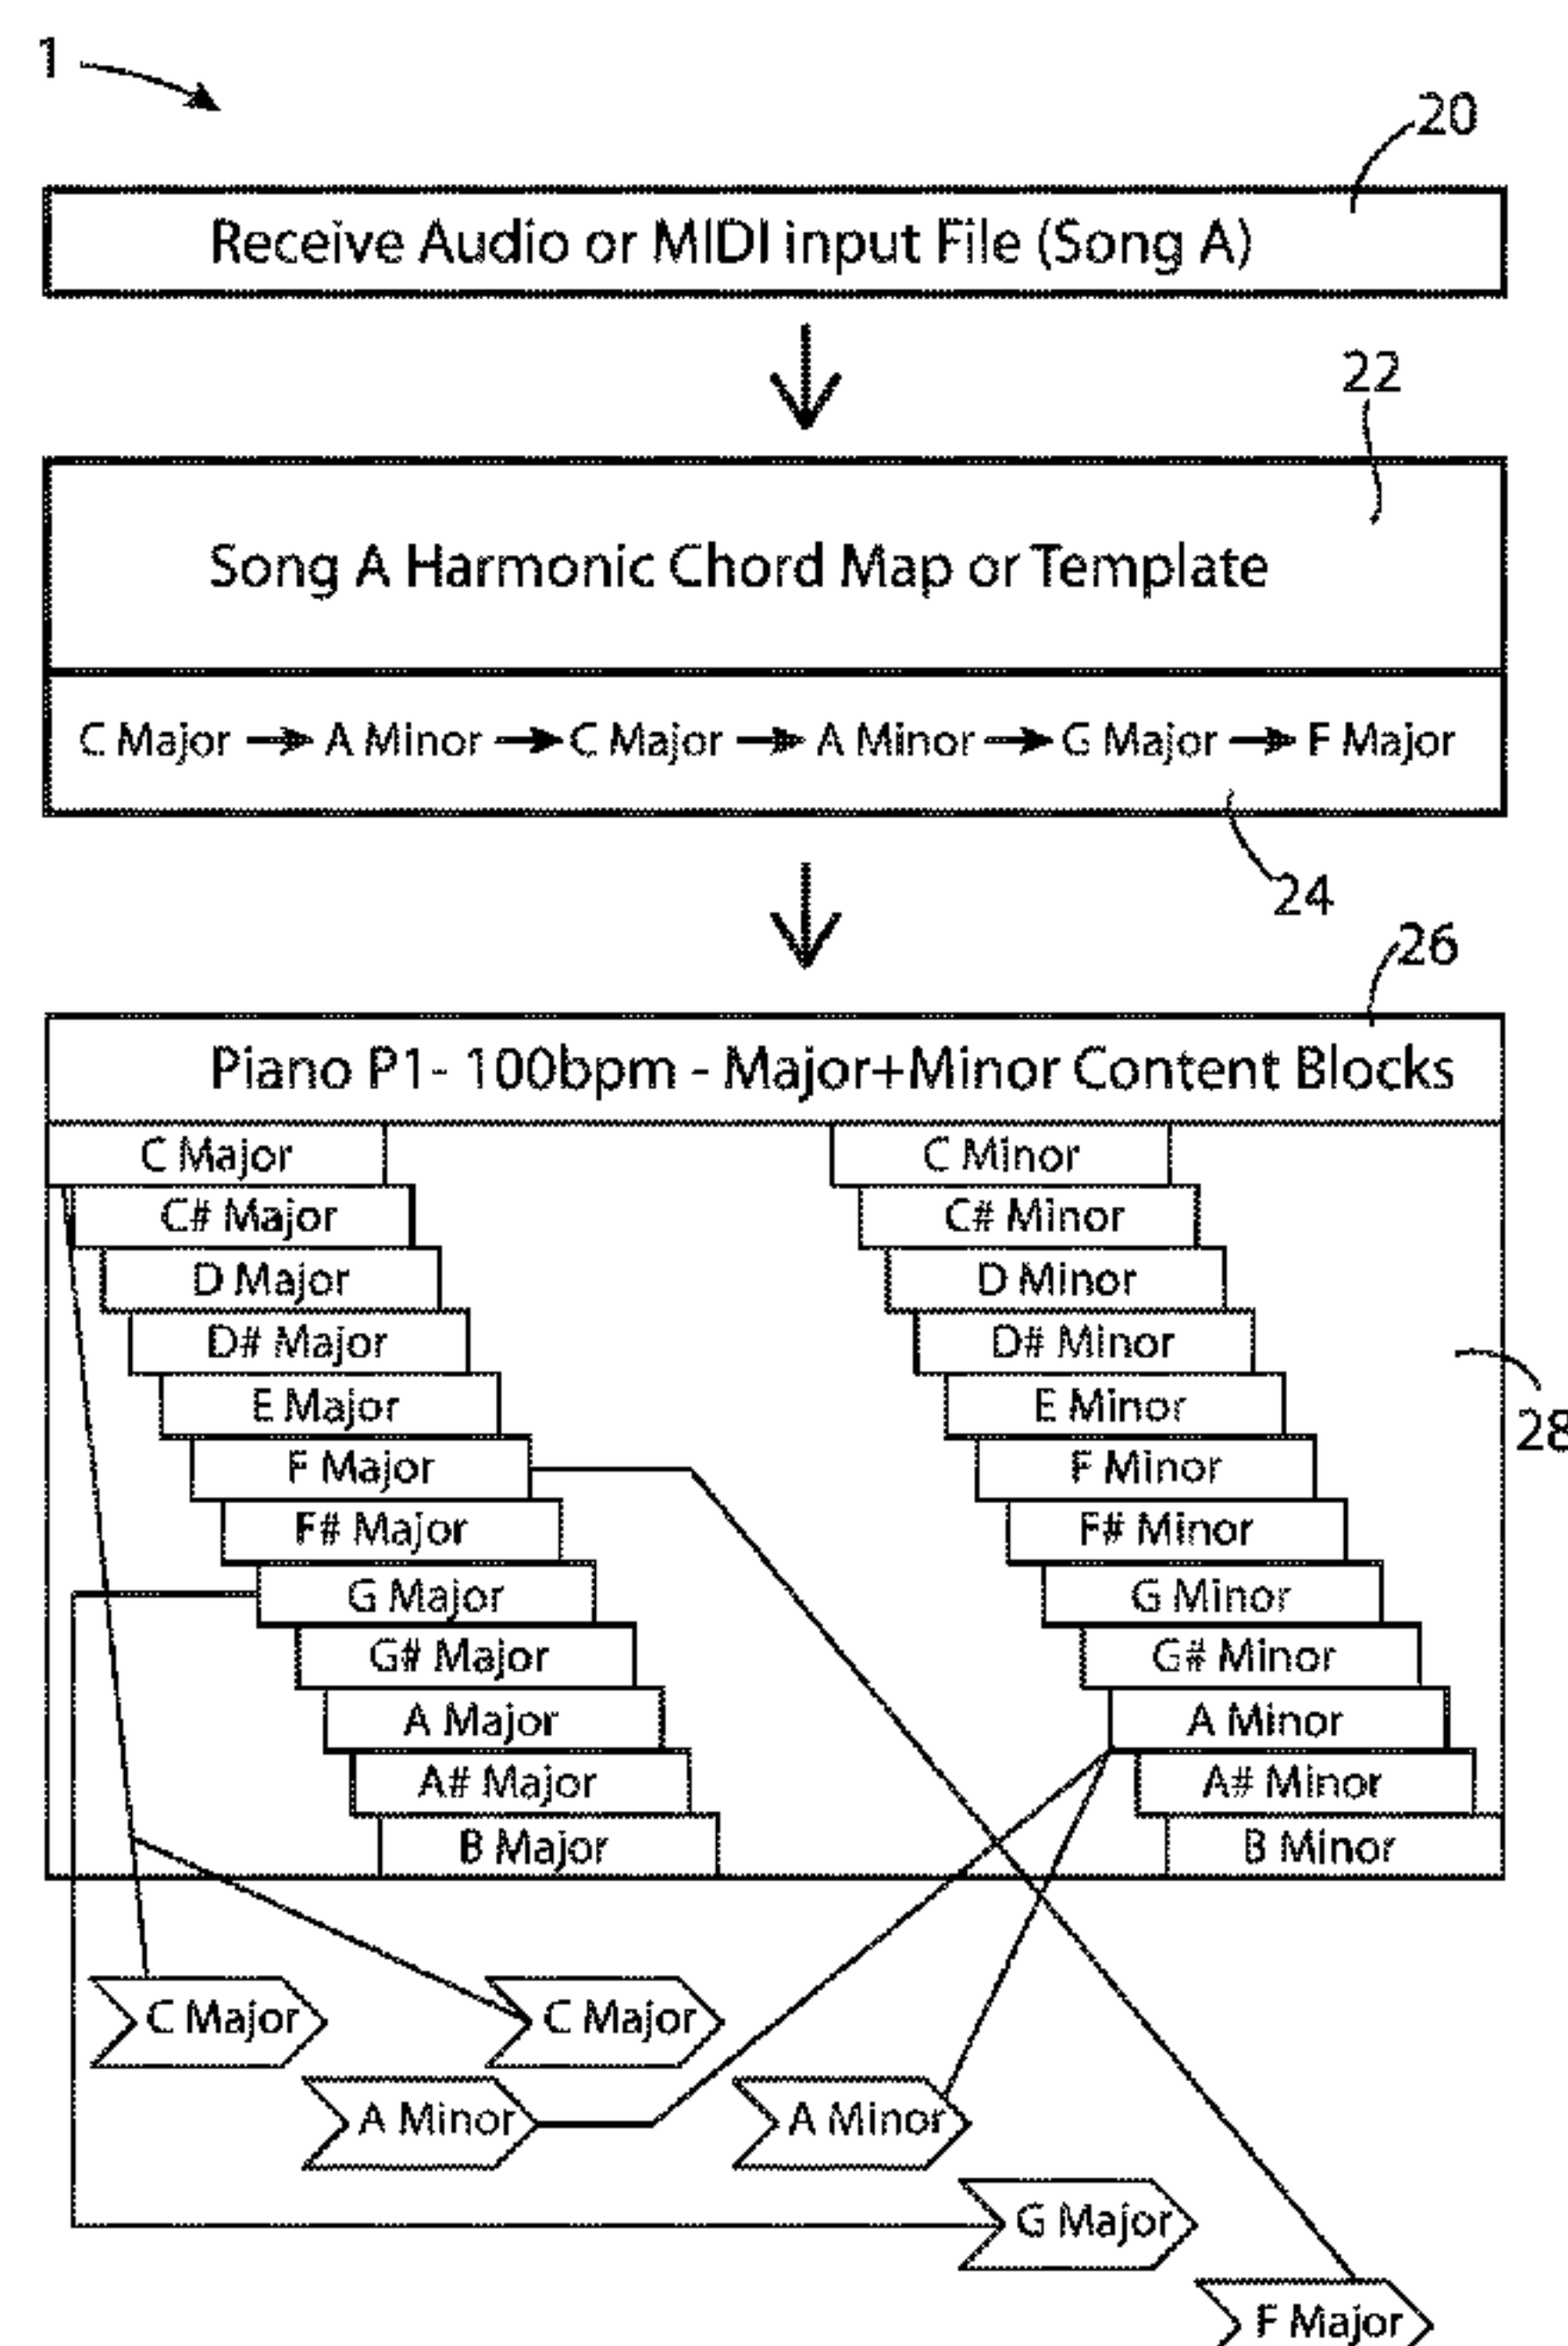 1
20
Receive Audio or MIDI input File (Song A)
22
Song A Harmonic Chord Map or Template
C Major A Minor C Major A Minor G Major F Major
24
26
Piano P1- 100bpm - Major+Minor Content Blocks
C Major C Minor
C# Major C# Minor
D Major D Minor
D# Major D# Minor
E Major E Minor
28
F Major F Minor
F# Major F# Minor
G Major G Minor
G# Major G# Minor
A Major A Minor
A# Major A# Minor
B Major B Minor
C Major C Major
A Minor A Minor
G Major
F Major